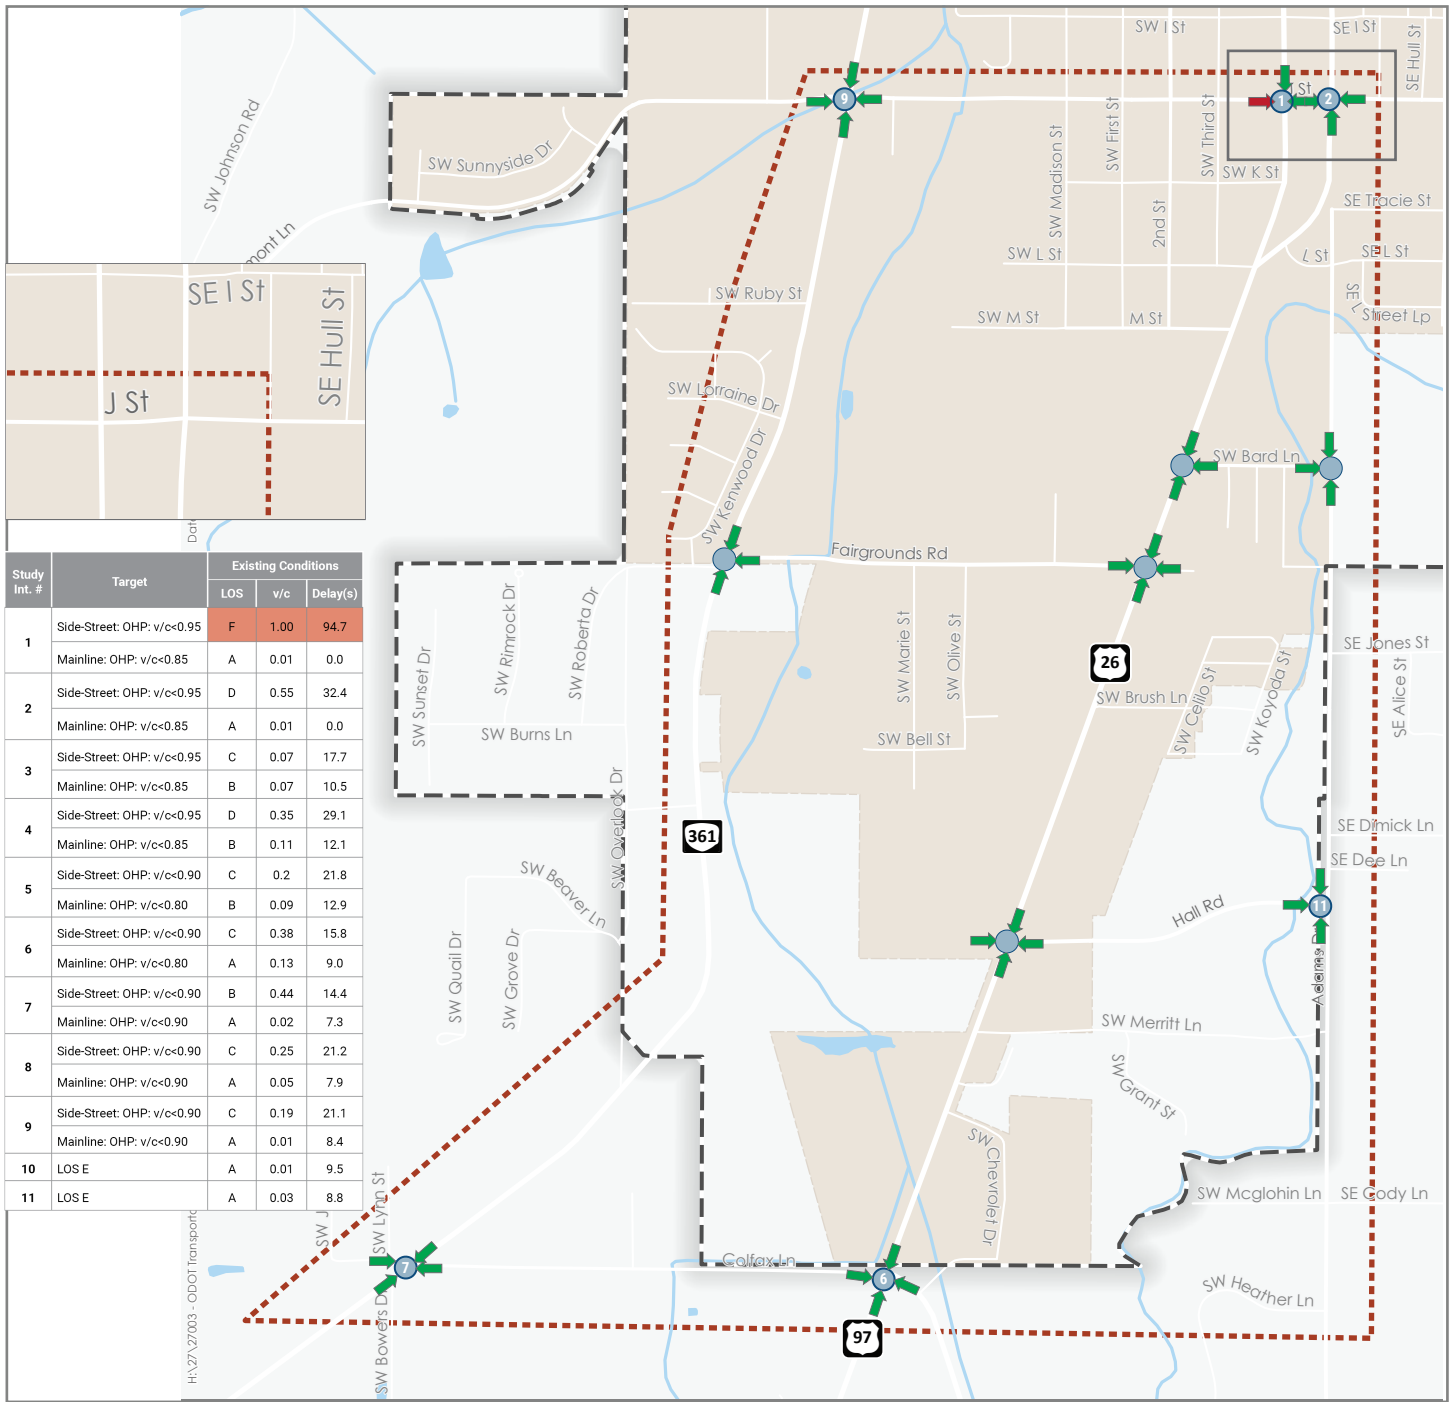 SW I St
SE I St
SE Hull St
SW Johnson Rd
SW Sunnyside Dr
9
1
J St
2
SW Madison St
SW First St
SW Third St
SW K St
2nd St
SE Tracie St
mont Ln
SW L St
L St
SE L St
SE L
Street Lp
SE I St
SE Hull St
J St
SW Ruby St
SW M St
M St
SW Lorraine Dr
SW Kenwood Dr
SW Bard Ln
Date
Fairgrounds Rd
Study Int. # Target Existing Conditions
LOS v/c Delay(s)
1 Side-Street: OHP: v/c<0.95 F 1.00 94.7
Mainline: OHP: v/c<0.85 A 0.01 0.0
2 Side-Street: OHP: v/c<0.95 D 0.55 32.4
Mainline: OHP: v/c<0.85 A 0.01 0.0
3 Side-Street: OHP: v/c<0.95 C 0.07 17.7
Mainline: OHP: v/c<0.85 B 0.07 10.5
4 Side-Street: OHP: v/c<0.95 D 0.35 29.1
Mainline: OHP: v/c<0.85 B 0.11 12.1
5 Side-Street: OHP: v/c<0.90 C 0.2 21.8
Mainline: OHP: v/c<0.80 B 0.09 12.9
6 Side-Street: OHP: v/c<0.90 C 0.38 15.8
Mainline: OHP: v/c<0.80 A 0.13 9.0
7 Side-Street: OHP: v/c<0.90 B 0.44 14.4
Mainline: OHP: v/c<0.90 A 0.02 7.3
8 Side-Street: OHP: v/c<0.90 C 0.25 21.2
Mainline: OHP: v/c<0.90 A 0.05 7.9
9 Side-Street: OHP: v/c<0.90 C 0.19 21.1
Mainline: OHP: v/c<0.90 A 0.01 8.4
10 LOS E A 0.01 9.5
11 LOS E A 0.03 8.8
SW Sunset Dr
SW Rimrock Dr
SW Roberta Dr
SW Burns Ln
SW Marie St
SW Olive St
SW Bell St
26
SW Brush Ln
SW Celilo St
SW Koyoda St
SE Jones St
SE Alice St
361
SW Overlook Dr
SW Beaver Ln
SW Quail Dr
SW Grove Dr
SE Dimick Ln
SE Dee Ln
Hall Rd
11
Adams Dr
SW Merritt Ln
SW Grant St
SW Chevrolet Dr
SW Mcglohin Ln
SE Cody Ln
SW J
SW Lynn St
7
SW Bowers D
Colfax Ln
6
97
SW Heather Ln
H:\27\27003 - ODOT Transporta